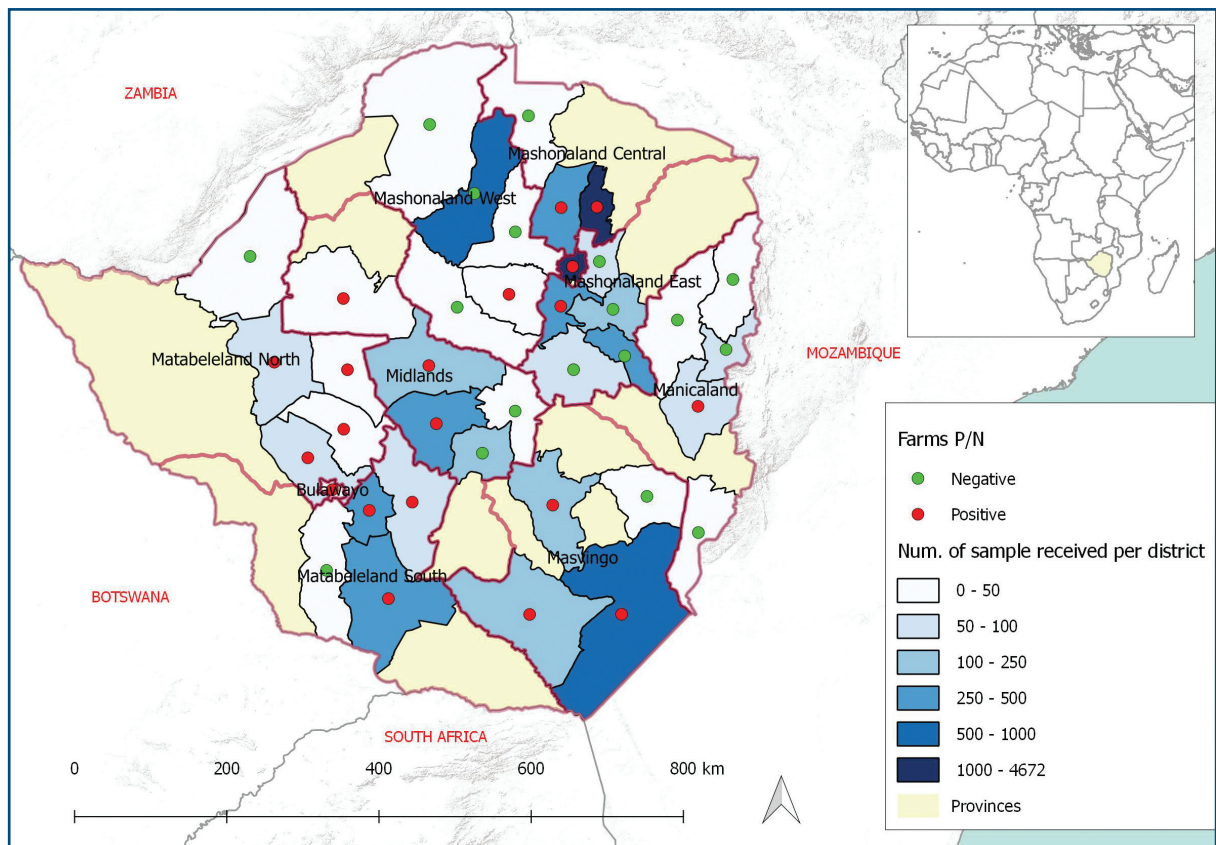 ZAMBIA
Mashonaland Central
Mashonaland West
Mashonaland East
MOZAMBIQUE
Matabeleland North
Midlands
Manicaland
Bulawayo
Masvingo
Matabeleland South
BOTSWANA
SOUTH AFRICA
0 200 400 600 800 km
Farms P/N
Negative
Positive
Num. of sample received per district
0 - 50
50 - 100
100 - 250
250 - 500
500 - 1000
1000 - 4672
Provinces